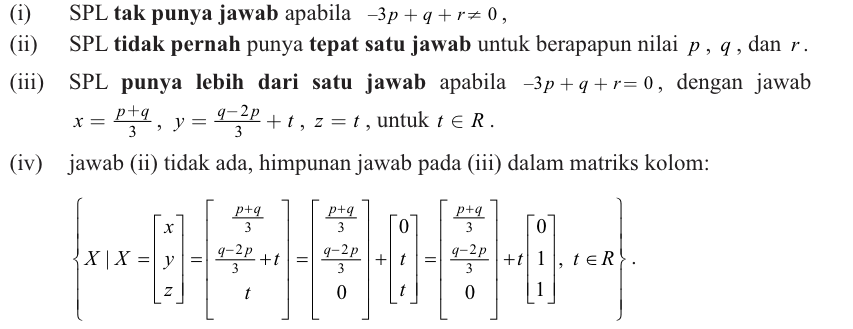 (i) SPL tak punya jawab apabila –3p + q + r ≠ 0 ,
(ii) SPL tidak pernah punya tepat satu jawab untuk berapapun nilai p , q , dan r .
(iii) SPL punya lebih dari satu jawab apabila –3p + q + r = 0 , dengan jawab
x = \frac{p+q}{3} , y = \frac{q-2p}{3} + t , z = t , untuk t ∈ R .
(iv) jawab (ii) tidak ada, himpunan jawab pada (iii) dalam matriks kolom:
\left\{ X | X = \begin{bmatrix} x \\ y \\ z \end{bmatrix} = \begin{bmatrix} \frac{p+q}{3} \\ \frac{q-2p}{3}+t \\ t \end{bmatrix} = \begin{bmatrix} \frac{p+q}{3} \\ \frac{q-2p}{3} \\ 0 \end{bmatrix} + \begin{bmatrix} 0 \\ t \\ t \end{bmatrix} = \begin{bmatrix} \frac{p+q}{3} \\ \frac{q-2p}{3} \\ 0 \end{bmatrix} + t \begin{bmatrix} 0 \\ 1 \\ 1 \end{bmatrix}, t ∈ R \right\} .